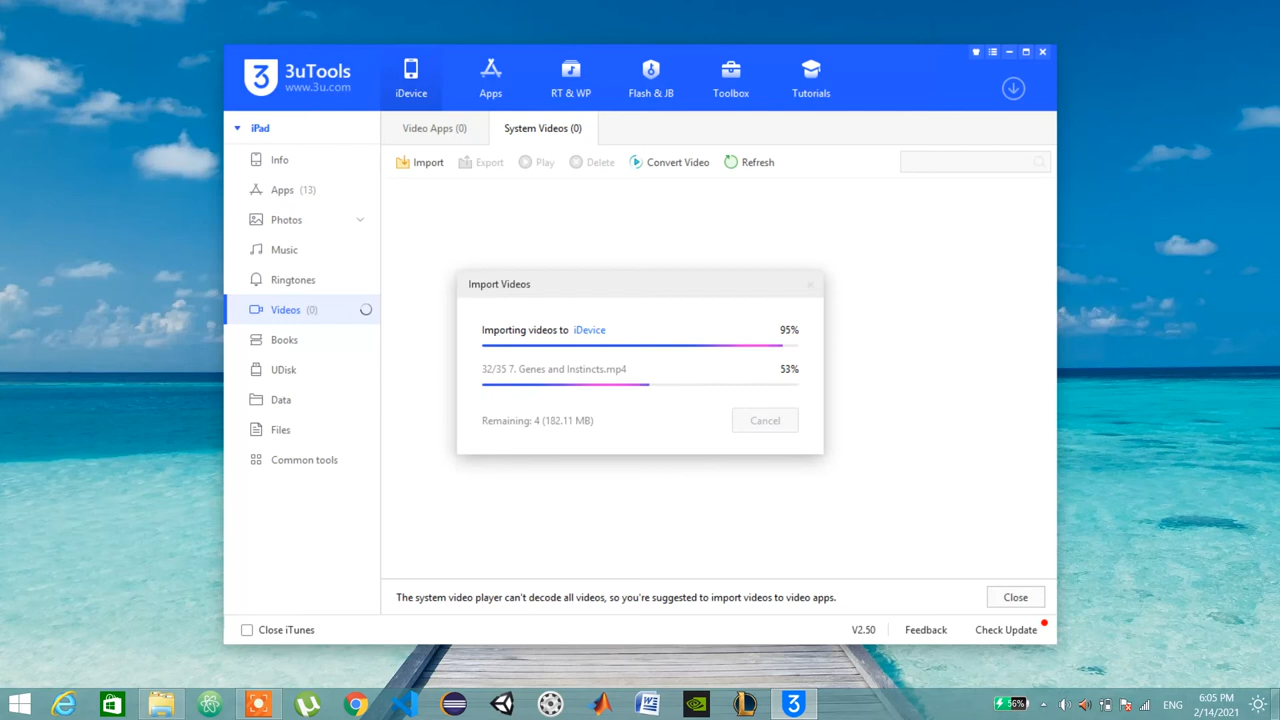 3uTools
www.3u.com
iDevice
Apps
RT & WP
Flash & JB
Toolbox
Tutorials
iPad
Video Apps (0)
System Videos (0)
Import
Export
Play
Delete
Convert Video
Refresh
Info
Apps (13)
Photos
Music
Ringtones
Videos (0)
Books
UDisk
Data
Files
Common tools
Import Videos
Importing videos to iDevice 95%
32/35 7. Genes and Instincts.mp4 53%
Remaining: 4 (182.11 MB)
Cancel
The system video player can't decode all videos, so you're suggested to import videos to video apps.
Close
Close iTunes
V2.50
Feedback
Check Update
56%
ENG
6:05 PM
2/14/2021